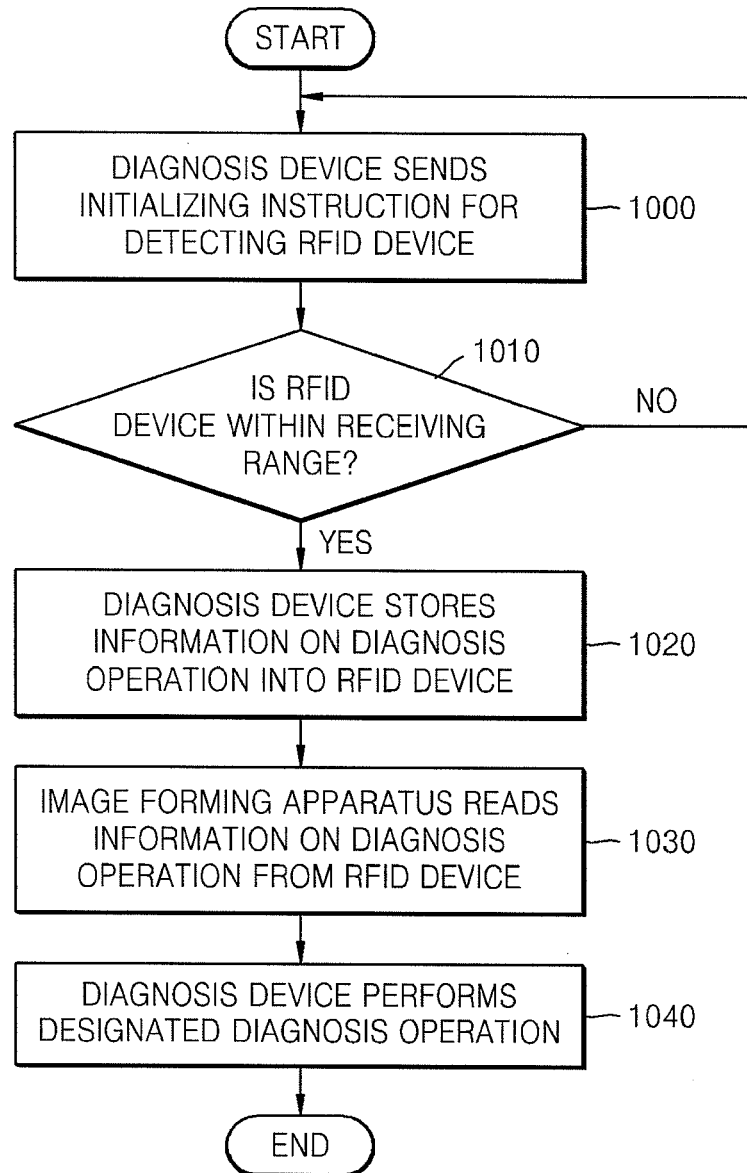 START
DIAGNOSIS DEVICE SENDS
INITIALIZING INSTRUCTION FOR
DETECTING RFID DEVICE
1000
1010
IS RFID
DEVICE WITHIN RECEIVING
RANGE?
NO
YES
DIAGNOSIS DEVICE STORES
INFORMATION ON DIAGNOSIS
OPERATION INTO RFID DEVICE
1020
IMAGE FORMING APPARATUS READS
INFORMATION ON DIAGNOSIS
OPERATION FROM RFID DEVICE
1030
DIAGNOSIS DEVICE PERFORMS
DESIGNATED DIAGNOSIS OPERATION
1040
END